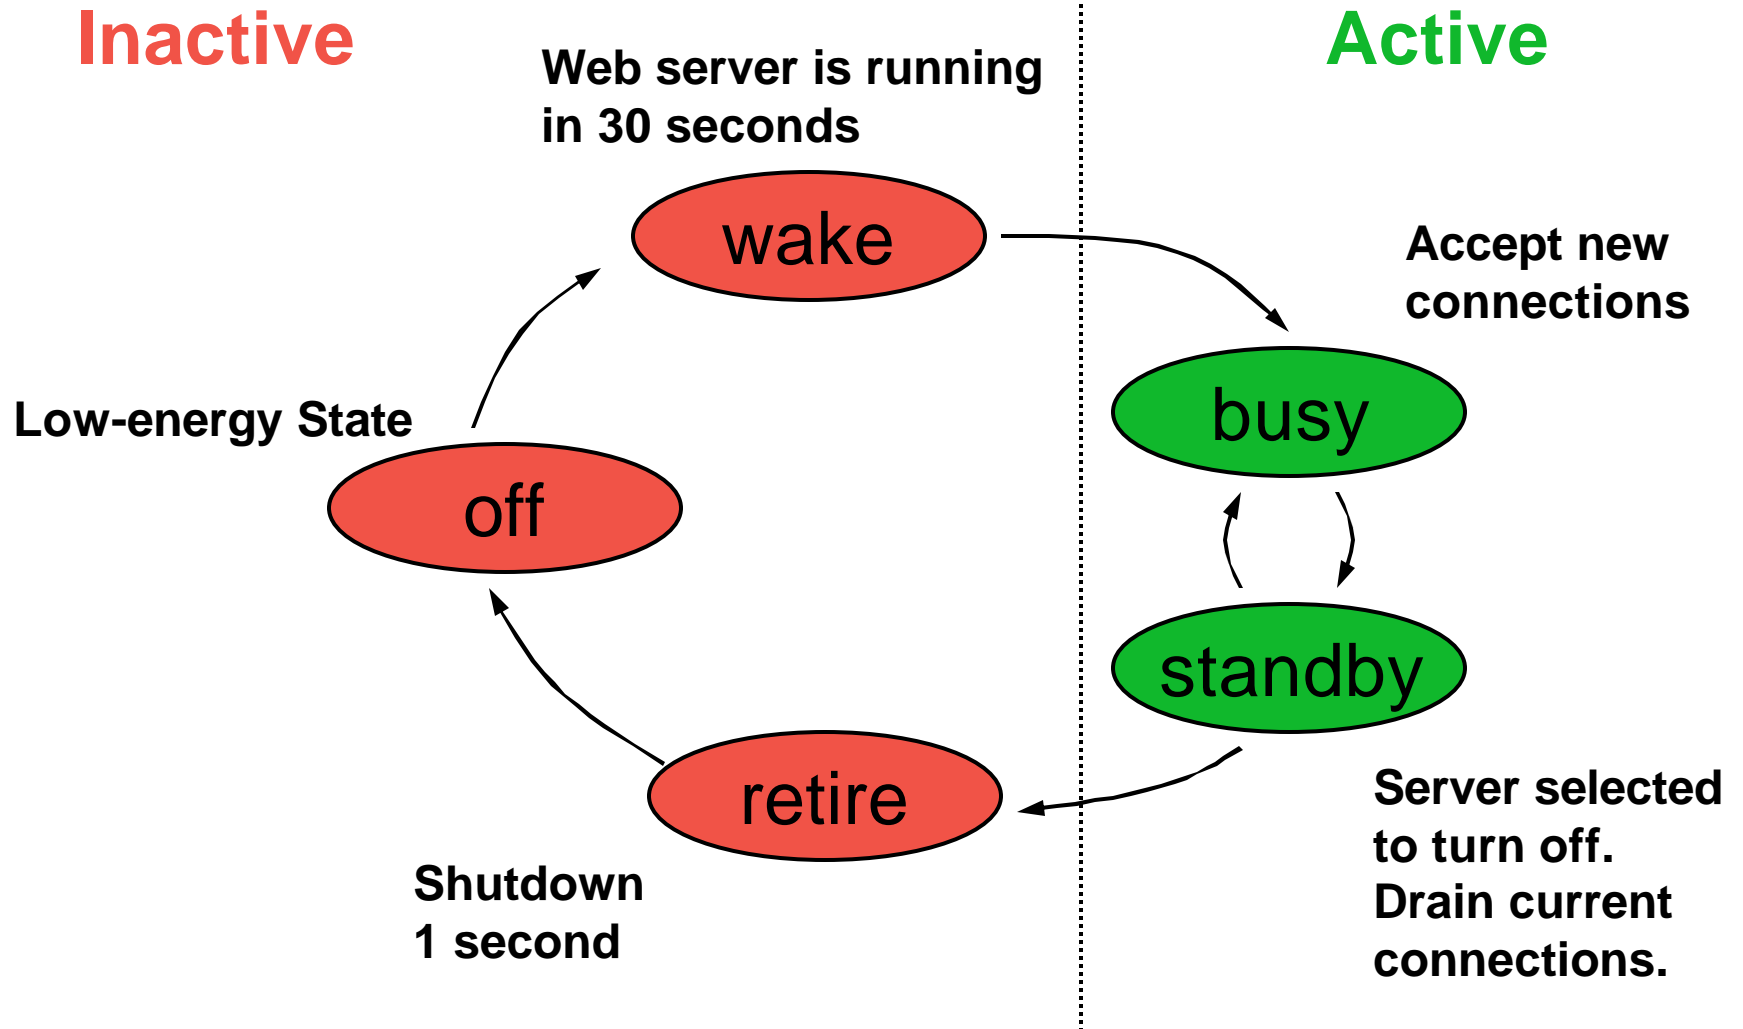 Inactive
Active
Web server is running
in 30 seconds
wake
Accept new
connections
busy
Low-energy State
off
standby
retire
Server selected
to turn off.
Drain current
connections.
Shutdown
1 second